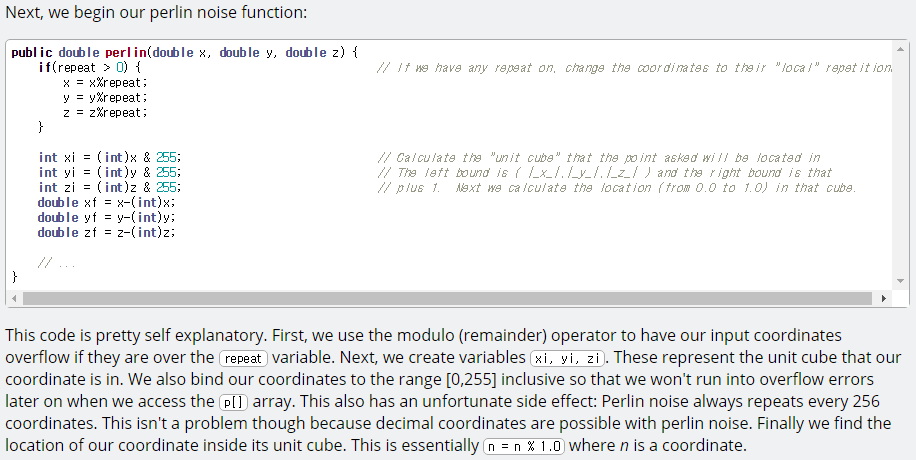 Next, we begin our perlin noise function:
public double perlin(double x, double y, double z) {
    if(repeat > 0) {                                    // If we have any repeat on, change the coordinates to their "local" repetition
        x = x%repeat;
        y = y%repeat;
        z = z%repeat;
    }
    int xi = (int)x & 255;                              // Calculate the "unit cube" that the point asked will be located in
    int yi = (int)y & 255;                              // The left bound is ( |_x_|,|_y_|,|_z_| ) and the right bound is that
    int zi = (int)z & 255;                              // plus 1.  Next we calculate the location (from 0.0 to 1.0) in that cube.
    double xf = x-(int)x;
    double yf = y-(int)y;
    double zf = z-(int)z;
    // ...
}
This code is pretty self explanatory. First, we use the modulo (remainder) operator to have our input coordinates
overflow if they are over the repeat variable. Next, we create variables xi, yi, zi. These represent the unit cube that our
coordinate is in. We also bind our coordinates to the range [0,255] inclusive so that we won't run into overflow errors
later on when we access the p[] array. This also has an unfortunate side effect: Perlin noise always repeats every 256
coordinates. This isn't a problem though because decimal coordinates are possible with perlin noise. Finally we find the
location of our coordinate inside its unit cube. This is essentially n = n % 1.0 where n is a coordinate.